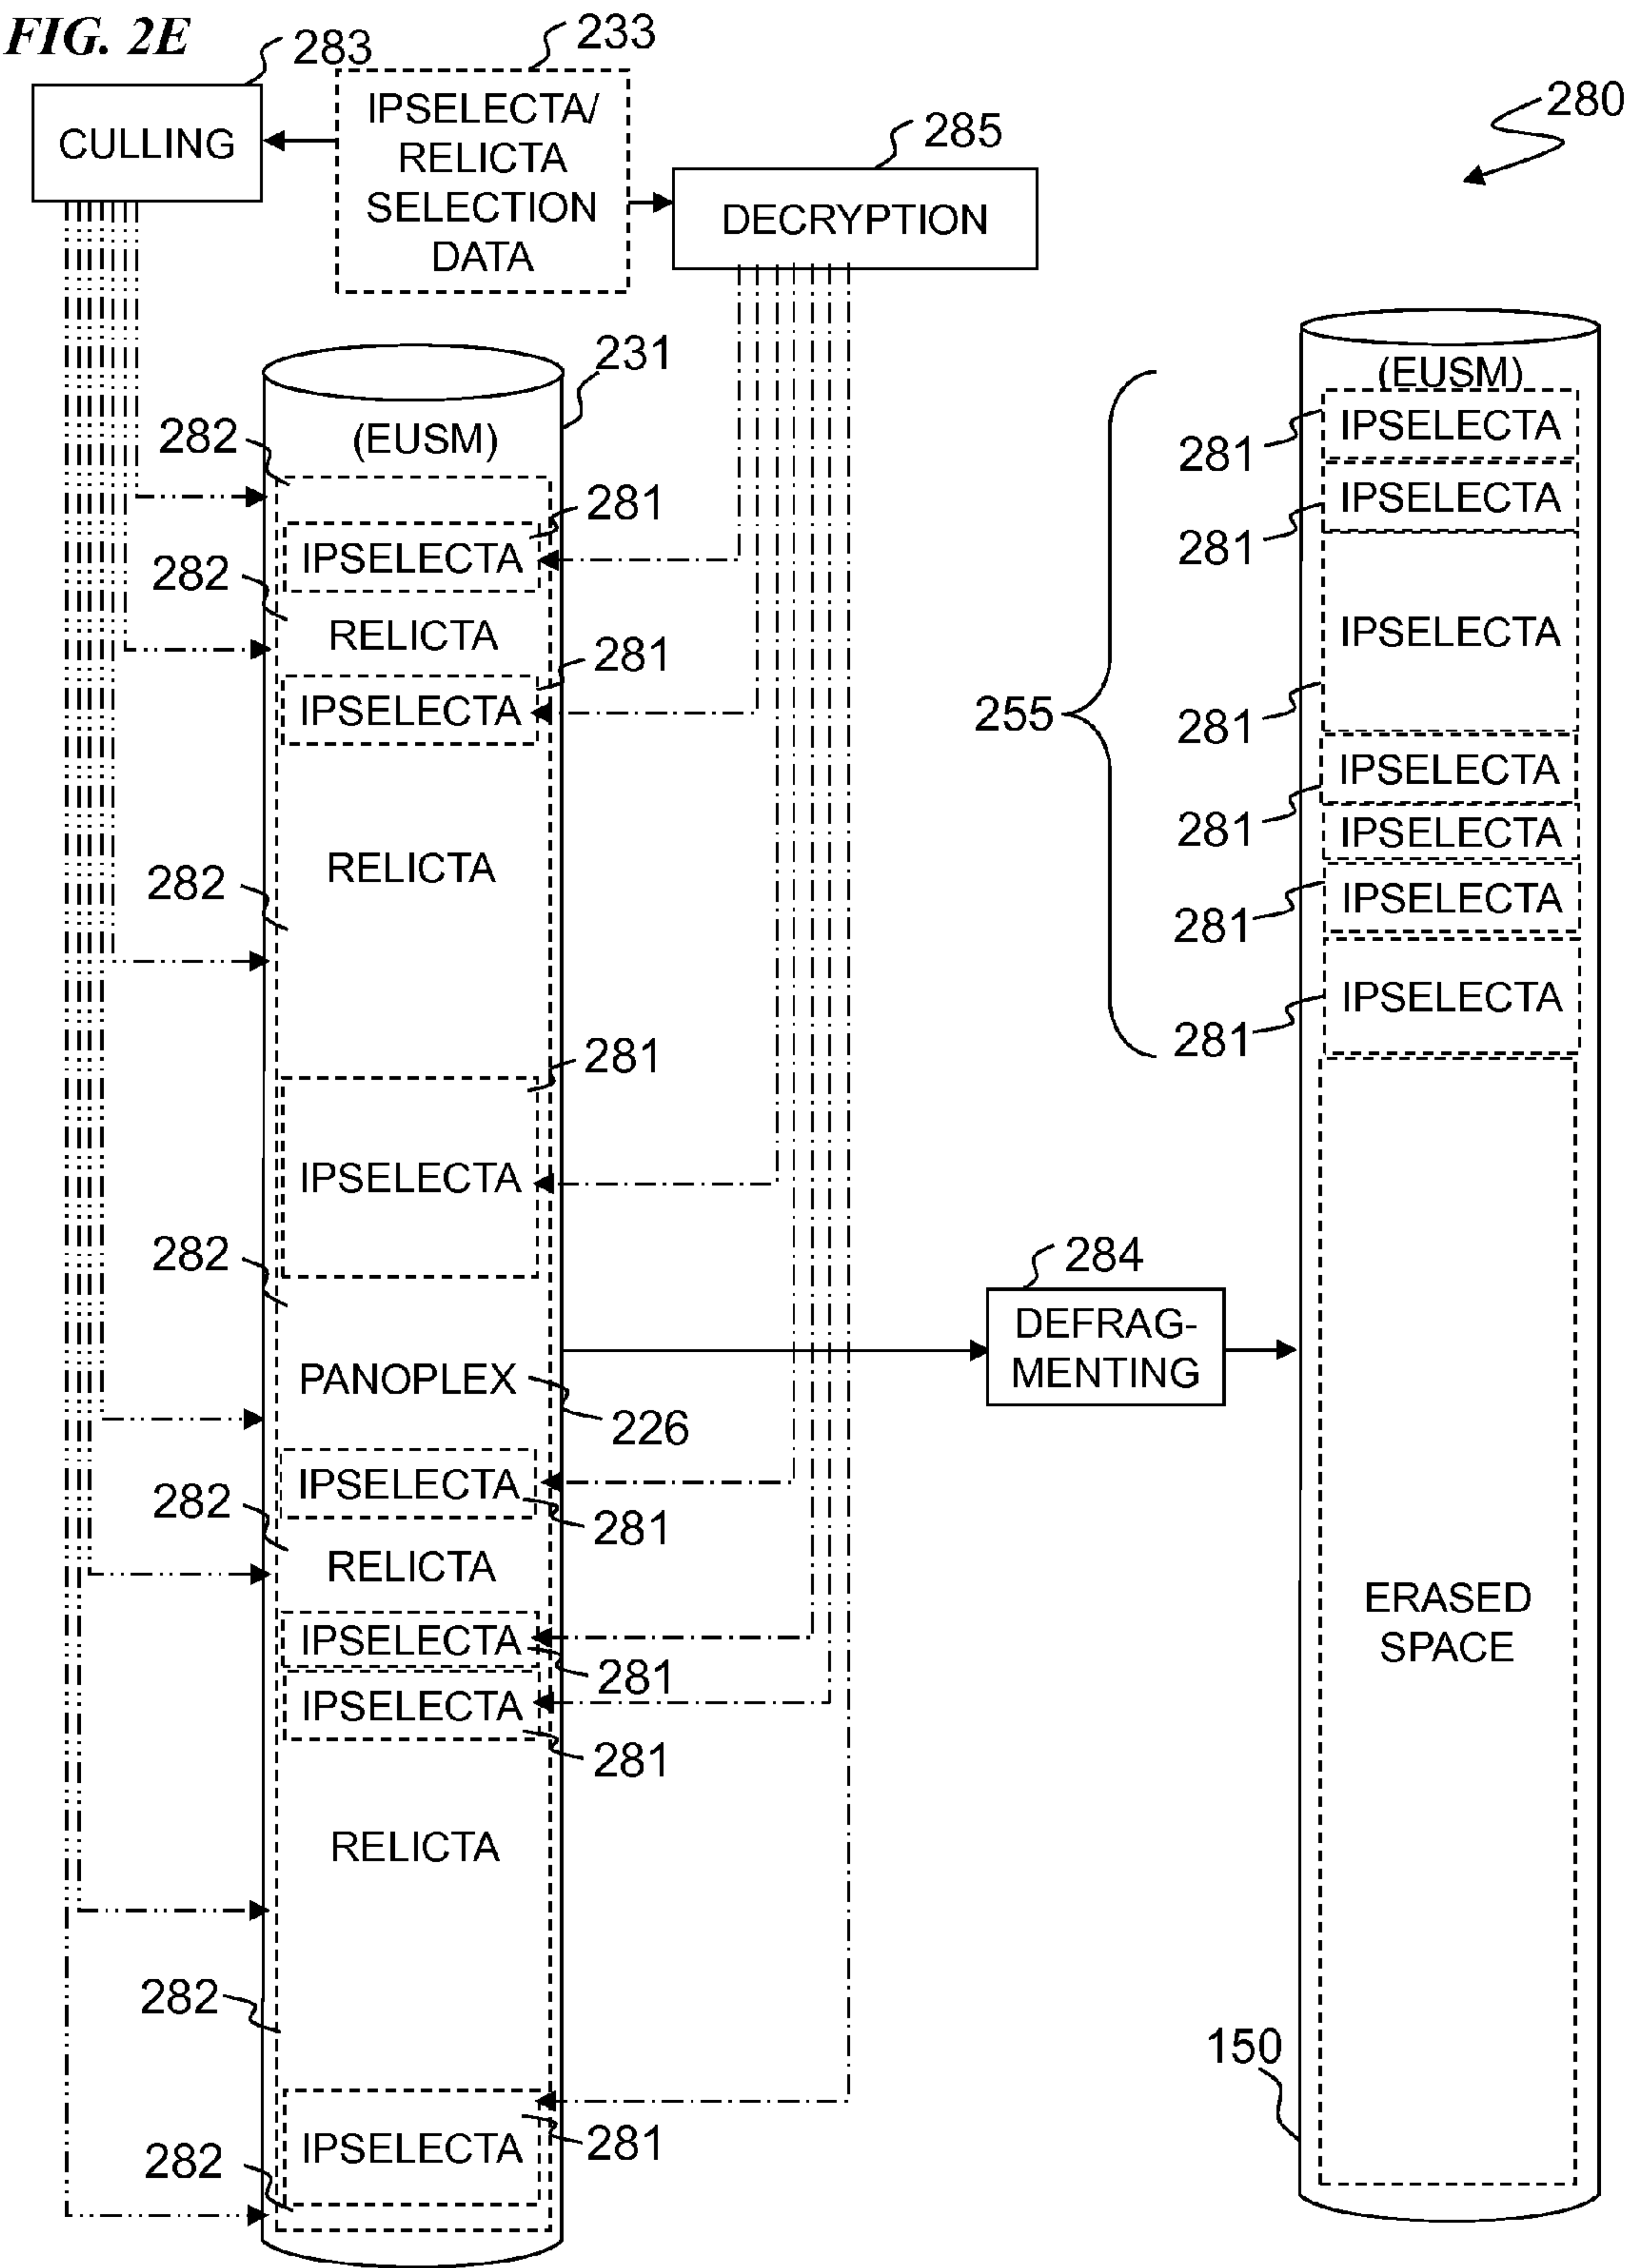 FIG. 2E
283
233
280
CULLING
IPSELECTA/
RELICTA
SELECTION
DATA
285
DECRYPTION
231
(EUSM)
282
281
IPSELECTA
282
RELICTA
281
IPSELECTA
RELICTA
282
281
IPSELECTA
282
PANOPLEX
226
IPSELECTA
282
281
RELICTA
IPSELECTA
281
IPSELECTA
281
RELICTA
282
IPSELECTA
281
282
284
DEFRAG-
MENTING
255
(EUSM)
IPSELECTA
281
IPSELECTA
281
IPSELECTA
281
IPSELECTA
281
IPSELECTA
IPSELECTA
281
IPSELECTA
281
ERASED
SPACE
150